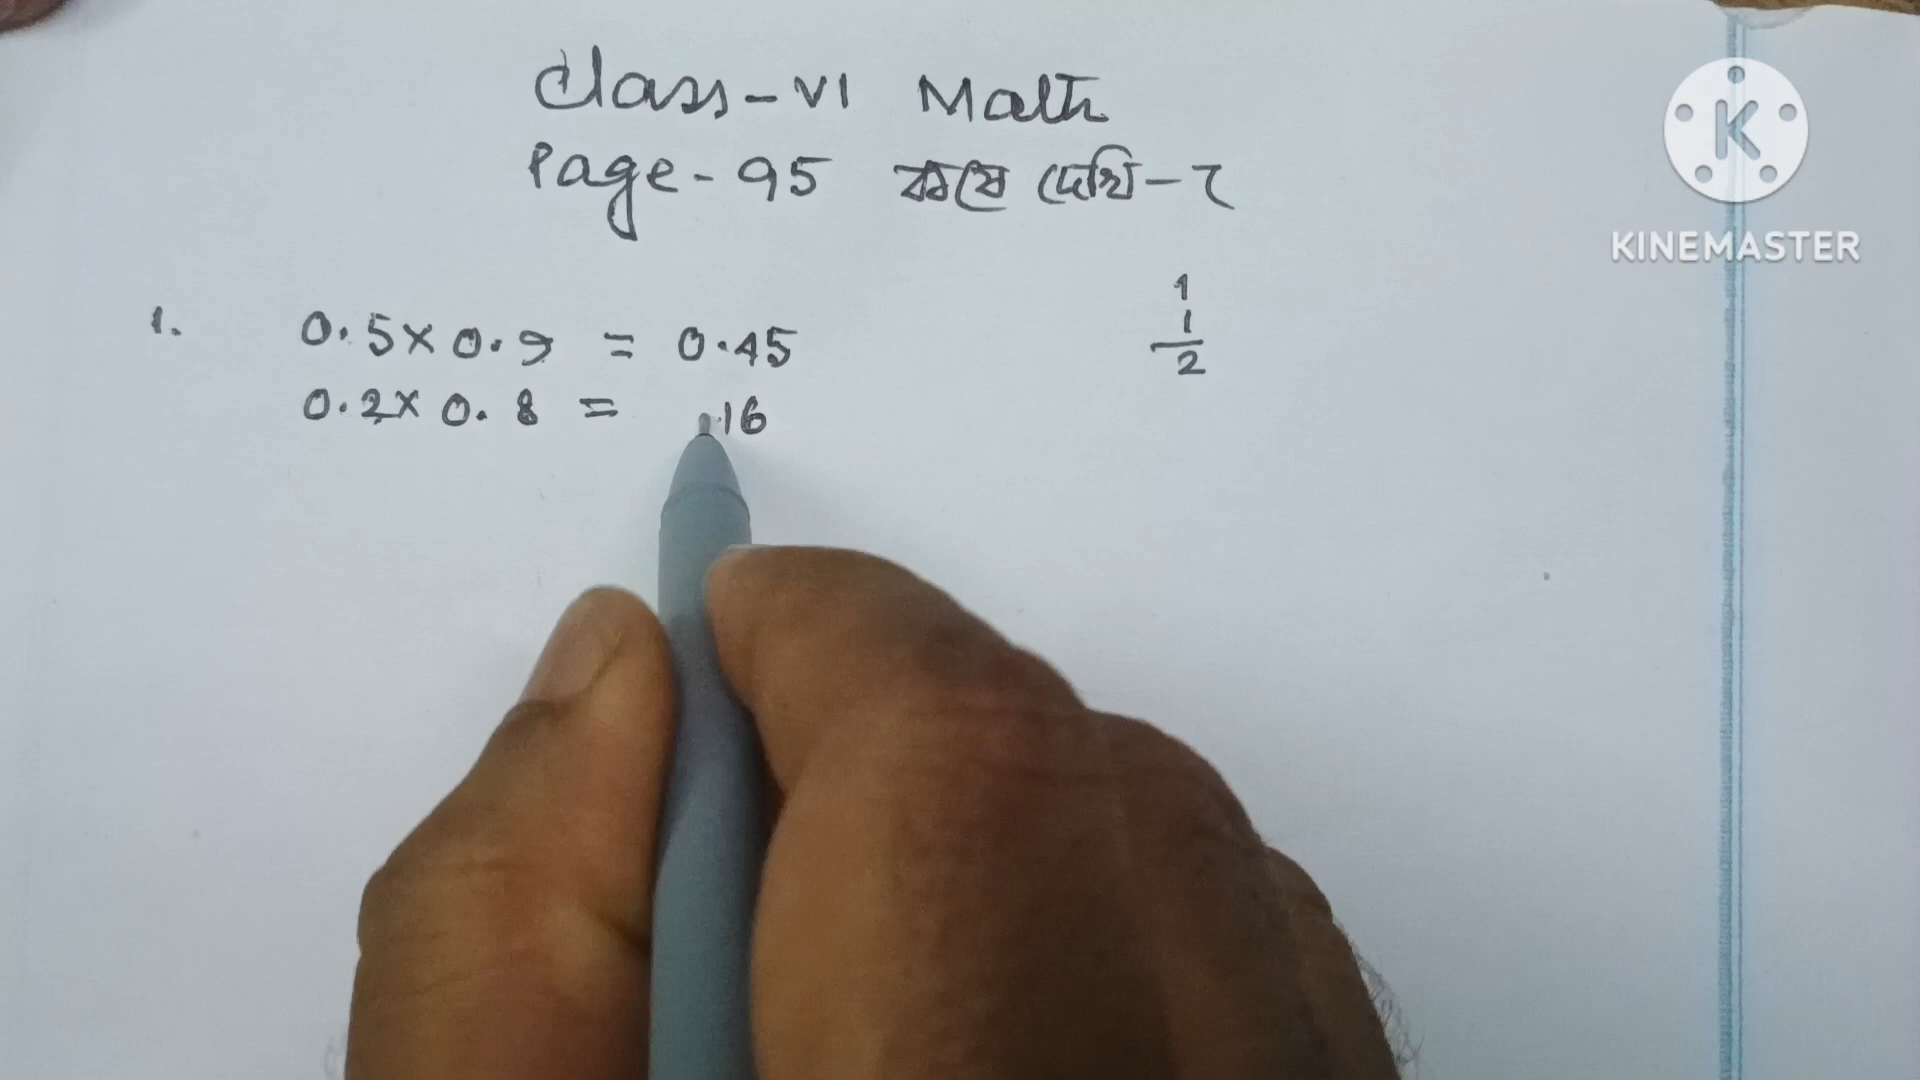 Class-VI Math
Page-95 কষে দেখি-২
1
1. 0.5×0.9 = 0.45
1
2
0.2× 0.8 = .16
K
KINEMASTER